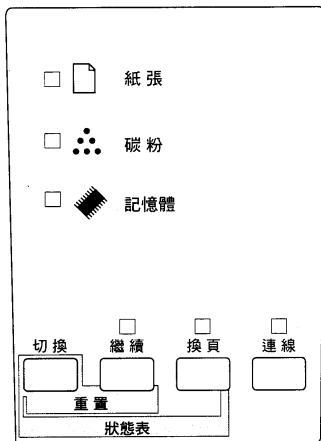 紙張
碳粉
記憶體
切換 繼續 換頁 連線
重置
狀態表